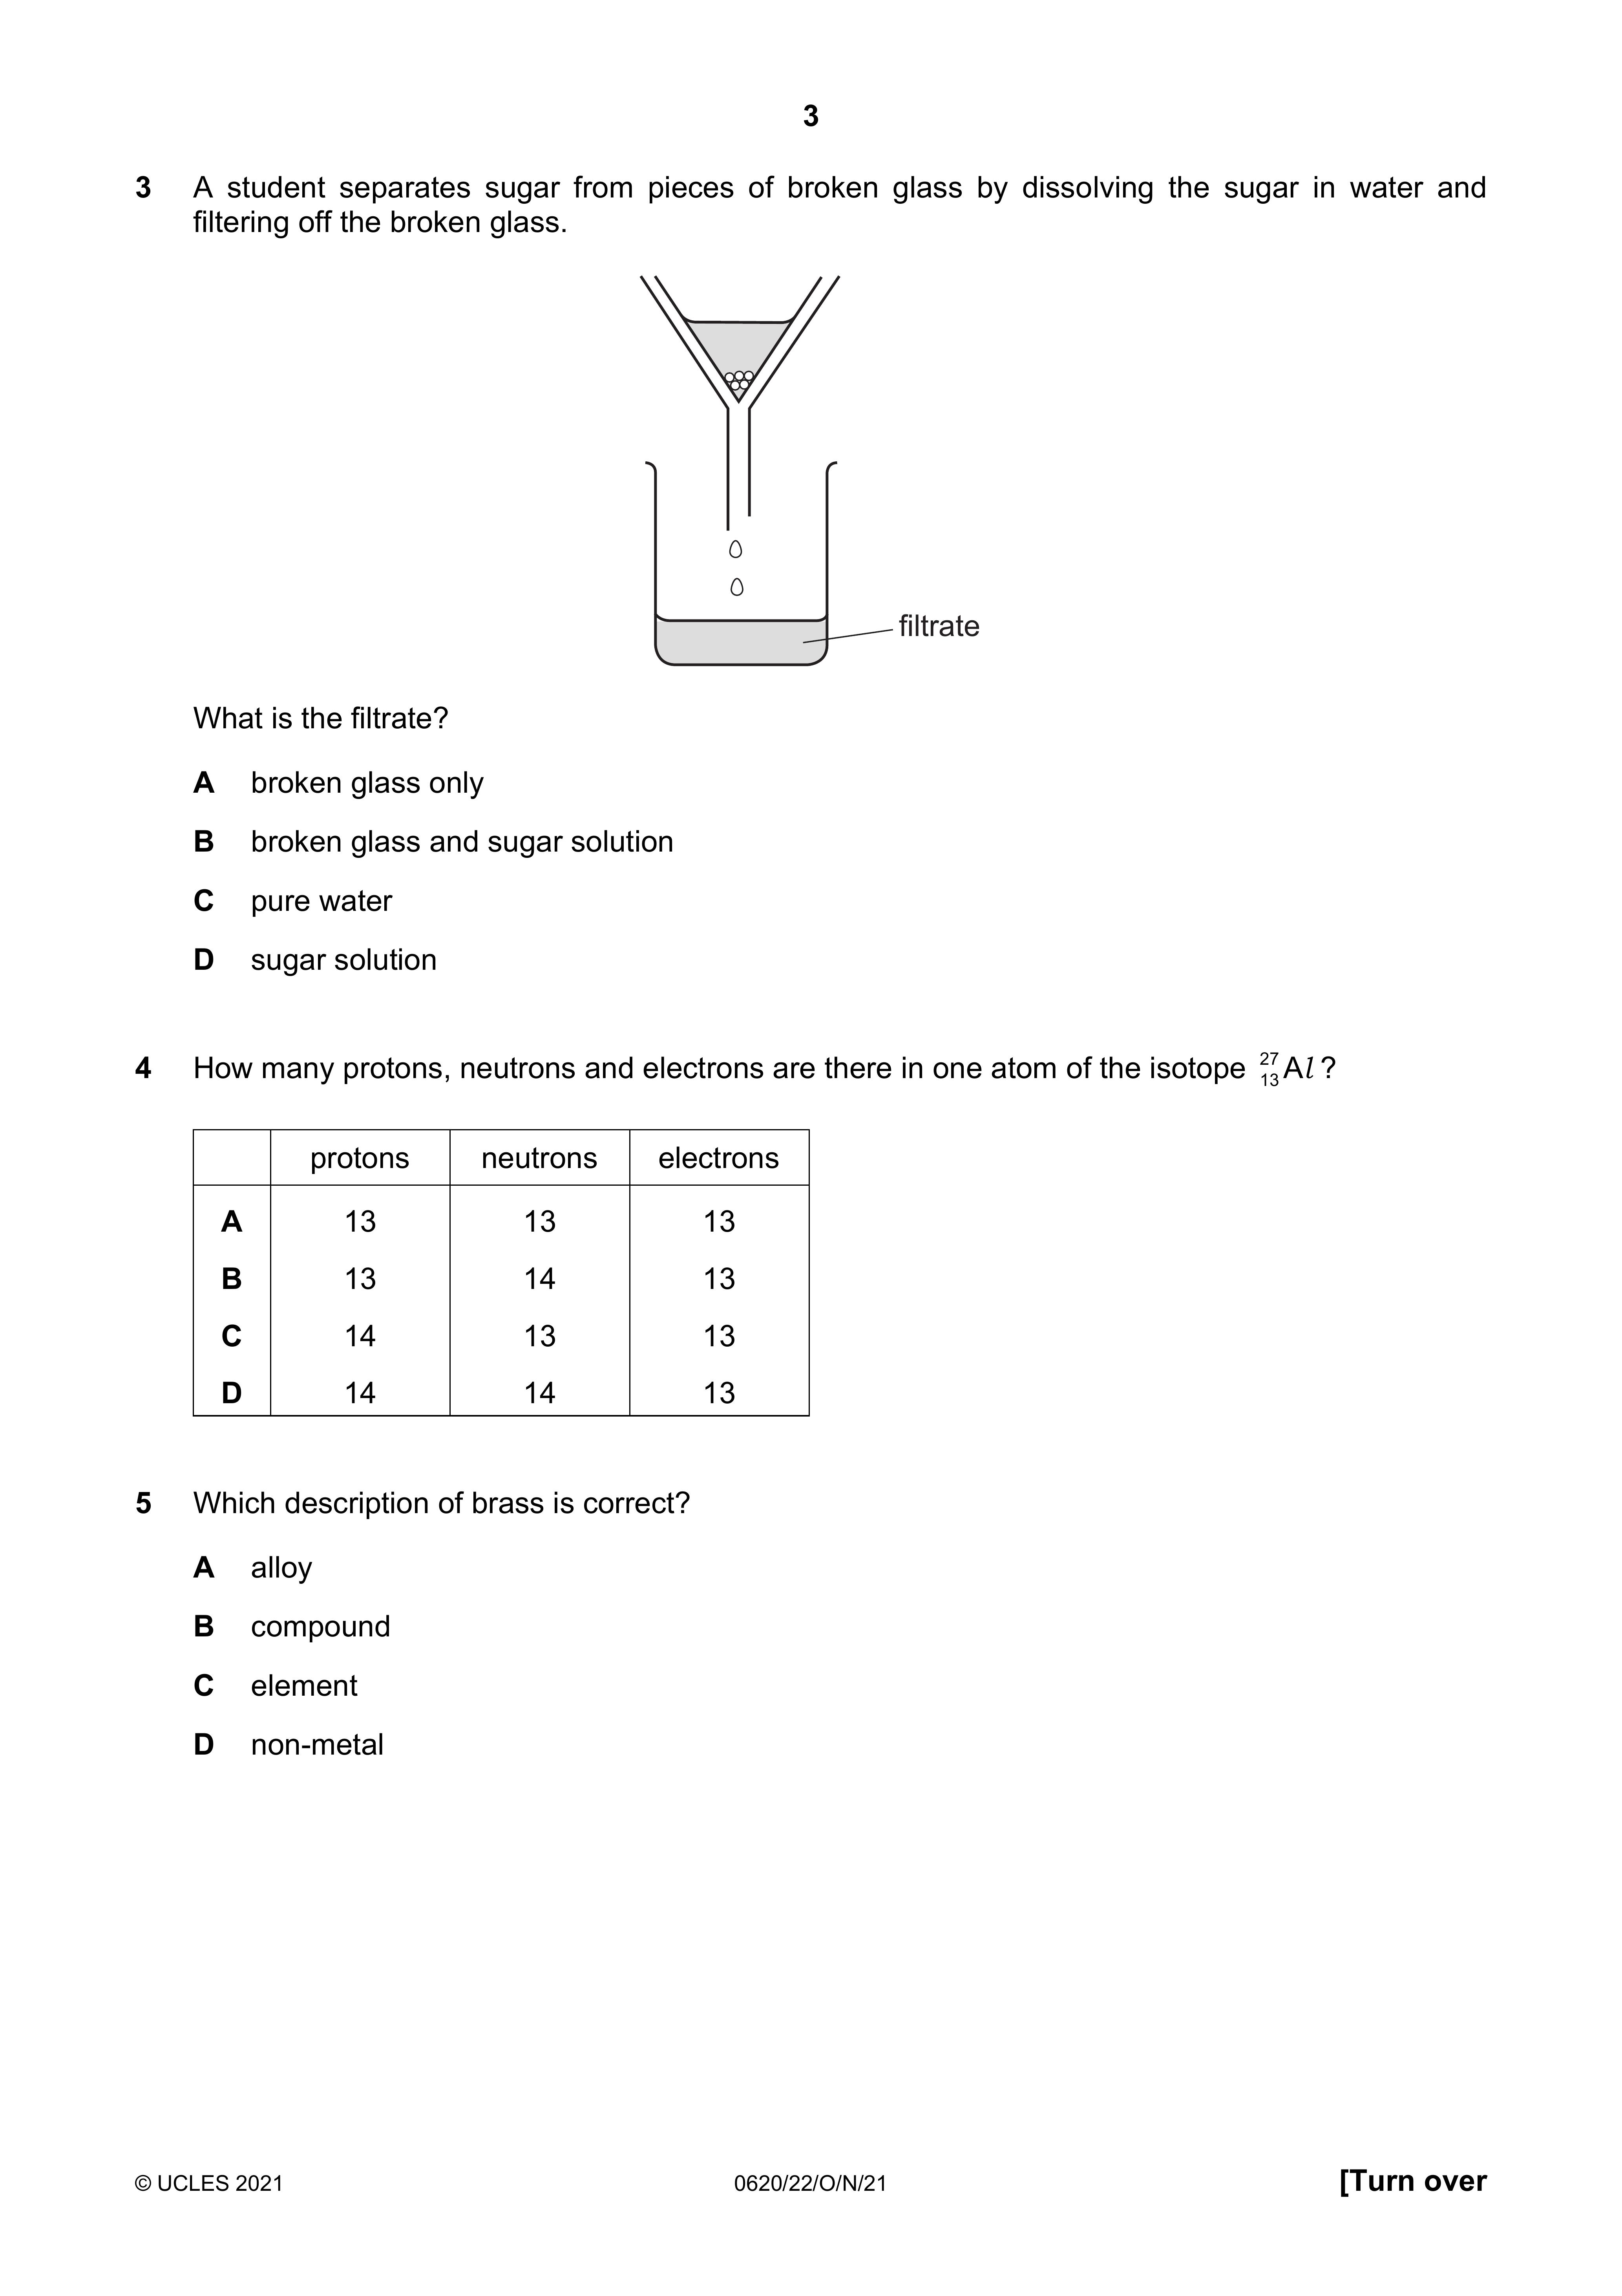 3
3 A student separates sugar from pieces of broken glass by dissolving the sugar in water and
filtering off the broken glass.
filtrate
What is the filtrate?
A broken glass only
B broken glass and sugar solution
C pure water
D sugar solution
4 How many protons, neutrons and electrons are there in one atom of the isotope ²⁷₁₃Al ?
protons neutrons electrons
A 13 13 13
B 13 14 13
C 14 13 13
D 14 14 13
5 Which description of brass is correct?
A alloy
B compound
C element
D non-metal
© UCLES 2021 0620/22/O/N/21 [Turn over